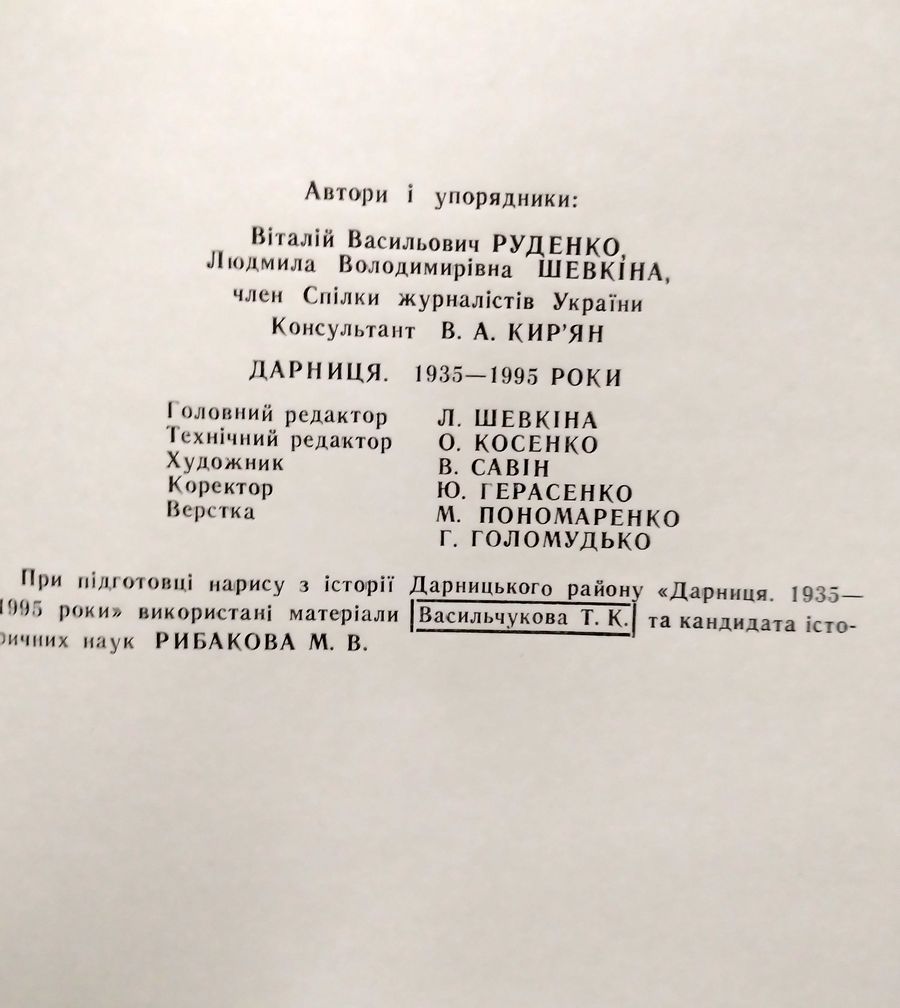 Автори і упорядники:
Віталій Васильович РУДЕНКО,
Людмила Володимирівна ШЕВКІНА,
член Спілки журналістів України
Консультант В. А. КИР’ЯН
ДАРНИЦЯ. 1935—1995 РОКИ
Головний редактор Л. ШЕВКІНА
Технічний редактор О. КОСЕНКО
Художник В. САВІН
Коректор Ю. ГЕРАСЕНКО
Верстка М. ПОНОМАРЕНКО
Г. ГОЛОМУДЬКО
При підготовці нарису з історії Дарницького району «Дарниця. 1935—
1995 роки» використані матеріали Васильчукова Т. К. та кандидата істо-
ричних наук РИБАКОВА М. В.